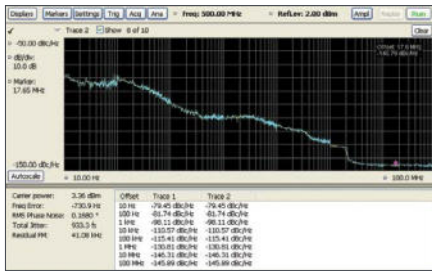 Displays Markers Settings Trig Acq Ana Freq: 500.00 MHz RefLev: 2.00 dBm Ampl Run
Trace 2 Show 8 of 10 Clear
-50.00 dBc/Hz
dB/div:
10.0 dB
Marker:
17.65 MHz
-150.00 dBc/Hz
Autoscale 10.00 Hz 100.0 MHz
Carrier power: 3.36 dBm
Freq Error: -730.9 Hz
RMS Phase Noise: 0.1680 °
Total Jitter: 933.3 fs
Residual FM: 41.08 kHz
Offset Trace 1 Trace 2
10 Hz -79.45 dBc/Hz -79.45 dBc/Hz
100 Hz -81.74 dBc/Hz -81.74 dBc/Hz
1 kHz -98.11 dBc/Hz -98.11 dBc/Hz
10 kHz -110.57 dBc/Hz -110.57 dBc/Hz
100 kHz -115.41 dBc/Hz -115.41 dBc/Hz
1 MHz -130.81 dBc/Hz -130.81 dBc/Hz
10 MHz -146.31 dBc/Hz -146.31 dBc/Hz
100 MHz -145.89 dBc/Hz -145.89 dBc/Hz